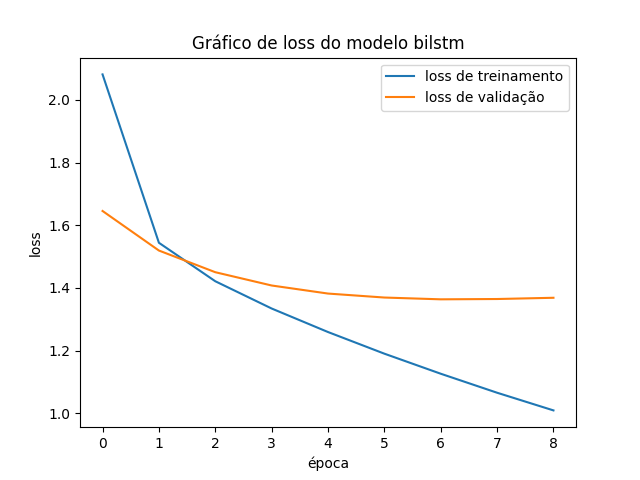 Gráfico de loss do modelo bilstm
loss de treinamento
loss de validação
2.0
1.8
1.6
1.4
1.2
1.0
loss
0 1 2 3 4 5 6 7 8
época